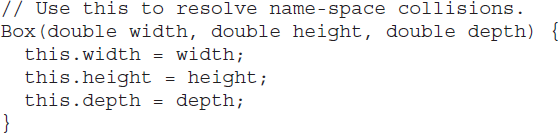 // Use this to resolve name-space collisions.
Box(double width, double height, double depth) {
  this.width = width;
  this.height = height;
  this.depth = depth;
}